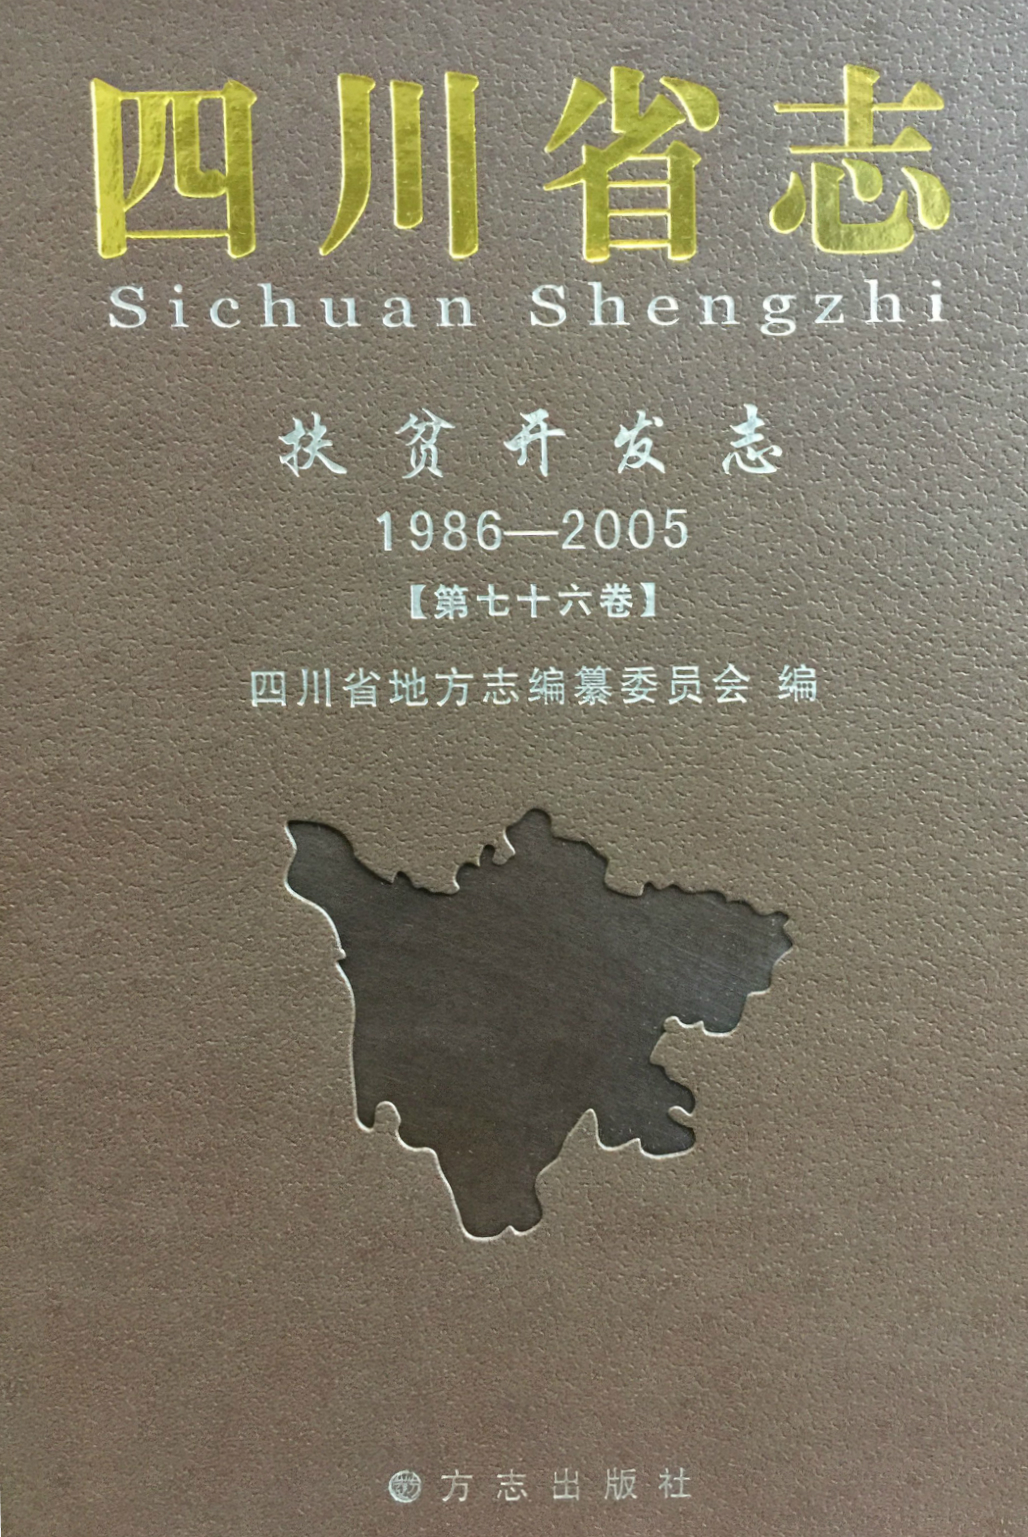 四川省志
Sichuan Shengzhi
扶贫开发志
1986—2005
【第七十六卷】
四川省地方志编纂委员会 编
方志出版社